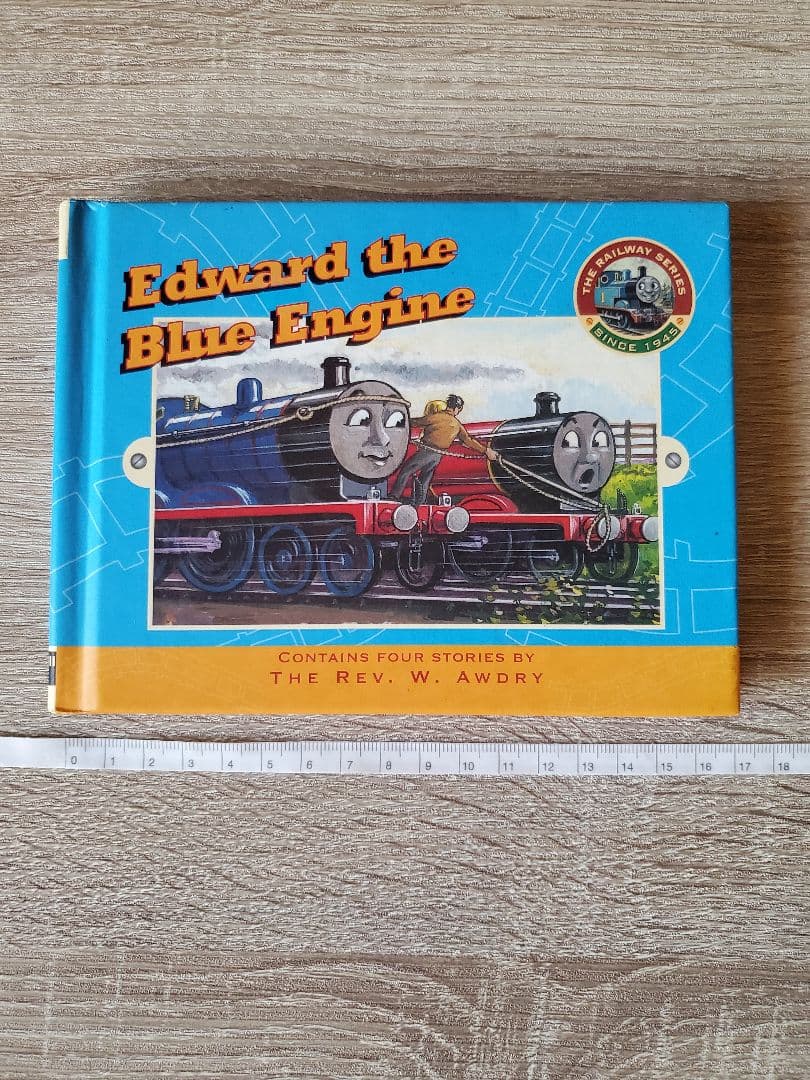 Edward the
Blue Engine
THE RAILWAY SERIES
SINCE 1945
CONTAINS FOUR STORIES BY
THE REV. W. AWDRY
0 1 2 3 4 5 6 7 8 9 10 11 12 13 14 15 16 17 18